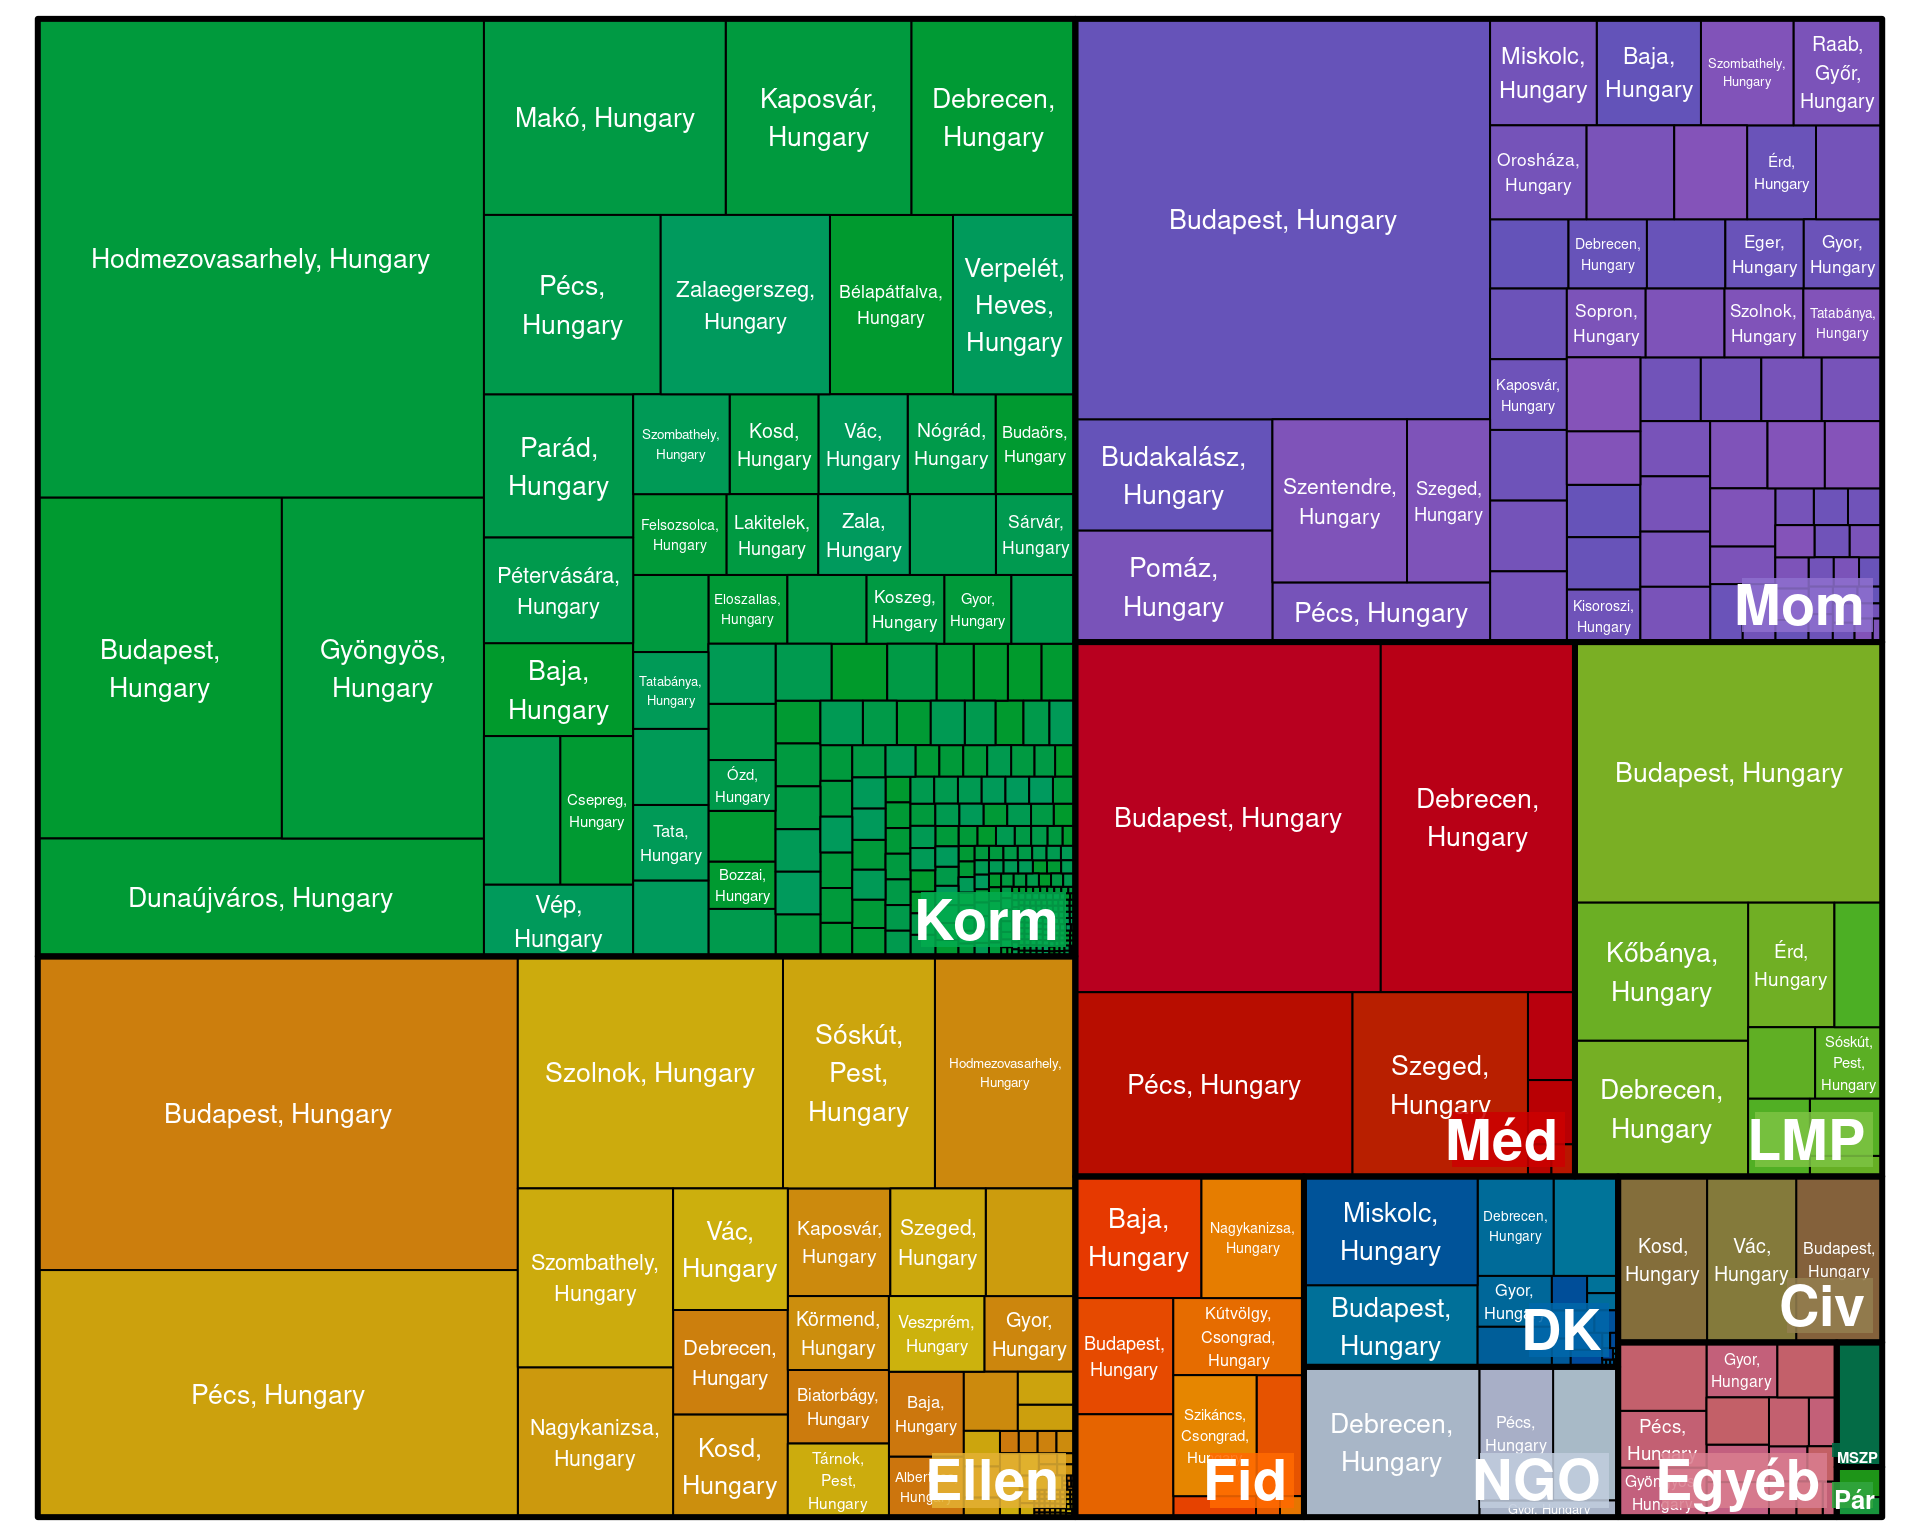 Hodmezovasarhely, Hungary
Budapest,
Hungary
Gyöngyös,
Hungary
Dunaújváros, Hungary
Makó, Hungary
Kaposvár,
Hungary
Debrecen,
Hungary
Pécs,
Hungary
Zalaegerszeg,
Hungary
Bélapátfalva,
Hungary
Verpelét,
Heves,
Hungary
Parád,
Hungary
Szombathely,
Hungary
Kosd,
Hungary
Vác,
Hungary
Nógrád,
Hungary
Budaörs,
Hungary
Felsozsolca,
Hungary
Lakitelek,
Hungary
Zala,
Hungary
Sárvár,
Hungary
Pétervására,
Hungary
Eloszallas,
Hungary
Koszeg,
Hungary
Gyor,
Hungary
Baja,
Hungary
Tatabánya,
Hungary
Csepreg,
Hungary
Ózd,
Hungary
Tata,
Hungary
Bozzai,
Hungary
Vép,
Hungary
Korm
Budapest, Hungary
Miskolc,
Hungary
Baja,
Hungary
Szombathely,
Hungary
Raab,
Győr,
Hungary
Orosháza,
Hungary
Érd,
Hungary
Debrecen,
Hungary
Eger,
Hungary
Gyor,
Hungary
Sopron,
Hungary
Szolnok,
Hungary
Tatabánya,
Hungary
Kaposvár,
Hungary
Budakalász,
Hungary
Szentendre,
Hungary
Szeged,
Hungary
Pomáz,
Hungary
Pécs, Hungary
Kisoroszi,
Hungary
Mom
Budapest, Hungary
Debrecen,
Hungary
Pécs, Hungary
Szeged,
Hungary
Méd
Budapest, Hungary
Kőbánya,
Hungary
Érd,
Hungary
Debrecen,
Hungary
Sóskút,
Pest,
Hungary
LMP
Budapest, Hungary
Pécs, Hungary
Szolnok, Hungary
Sóskút,
Pest,
Hungary
Hodmezovasarhely,
Hungary
Szombathely,
Hungary
Vác,
Hungary
Kaposvár,
Hungary
Szeged,
Hungary
Debrecen,
Hungary
Körmend,
Hungary
Veszprém,
Hungary
Gyor,
Hungary
Nagykanizsa,
Hungary
Kosd,
Hungary
Biatorbágy,
Hungary
Baja,
Hungary
Tárnok,
Pest,
Hungary
Hungary
Ellen
Baja,
Hungary
Nagykanizsa,
Hungary
Budapest,
Hungary
Kútvölgy,
Csongrad,
Hungary
Szikáncs,
Csongrad,
Hungary
Fid
Miskolc,
Hungary
Debrecen,
Hungary
Budapest,
Hungary
Gyor,
Hungary
DK
Debrecen,
Hungary
Pécs,
Hungary
Gyor, Hungary
NGO
Kosd,
Hungary
Vác,
Hungary
Budapest,
Hungary
Civ
Gyor,
Hungary
Pécs,
Hungary
Gyöngyös,
Hungary
Egyéb
MSZP
Pár